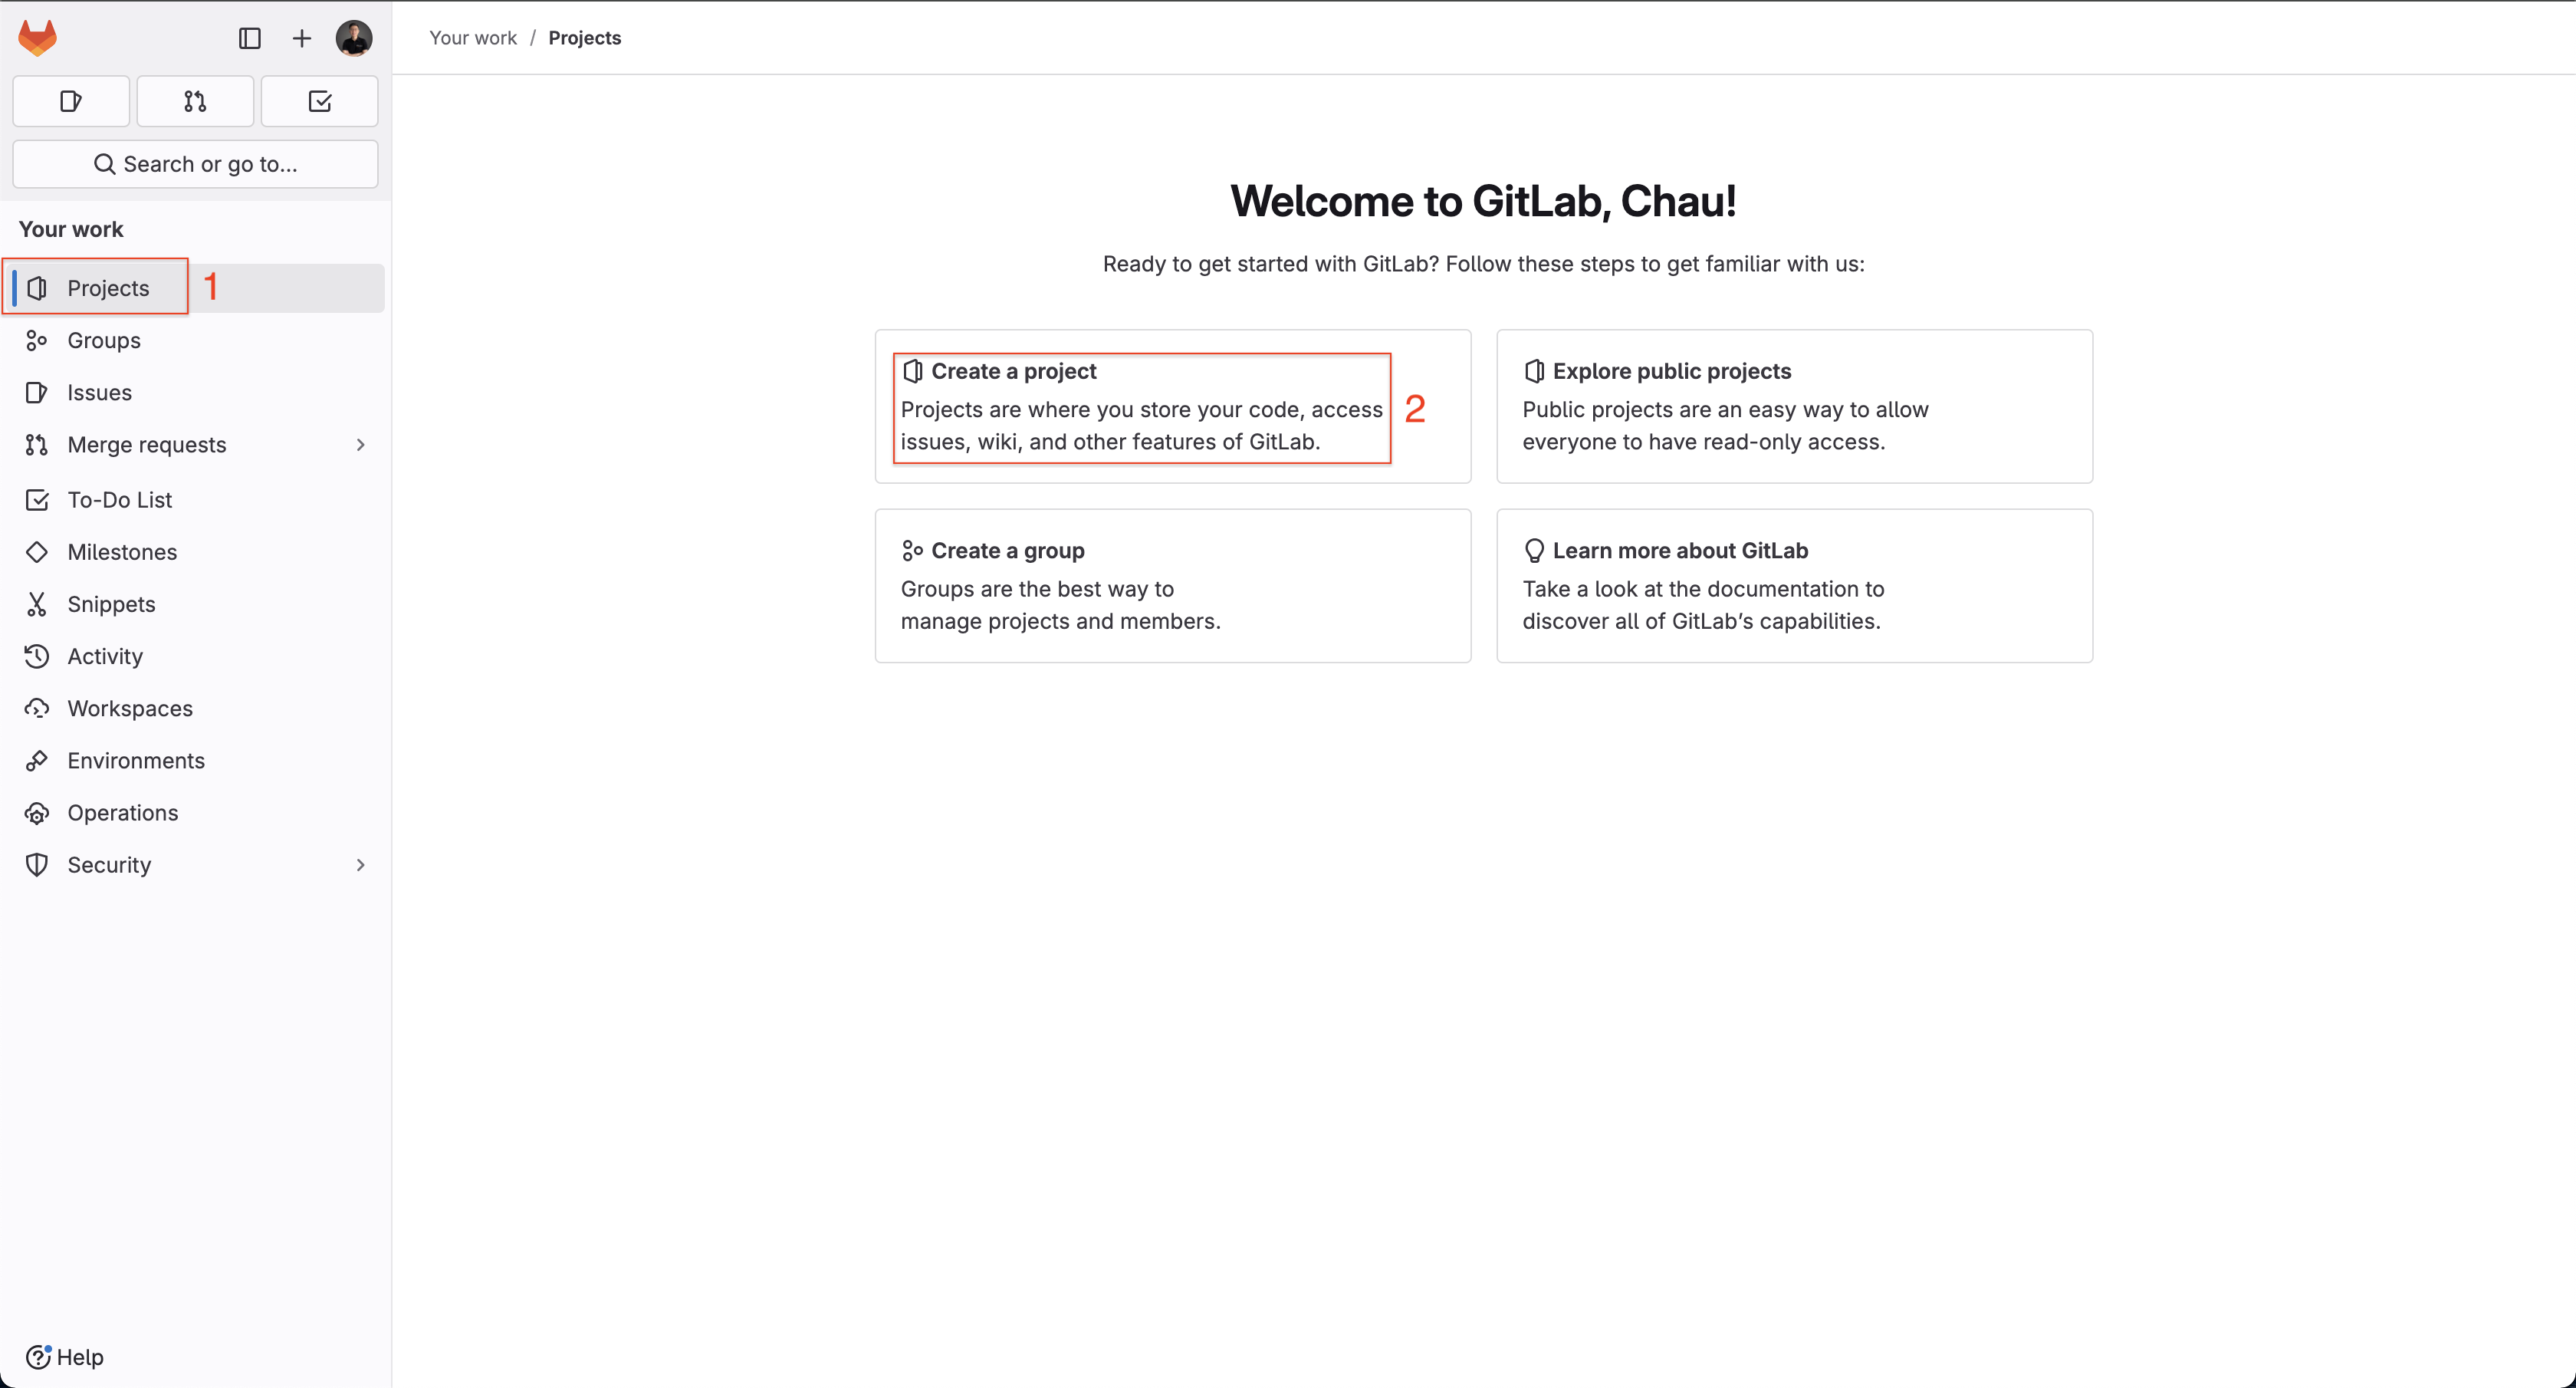 Your work / Projects
Search or go to...
Your work
Projects 1
Groups
Issues
Merge requests
To-Do List
Milestones
Snippets
Activity
Workspaces
Environments
Operations
Security
Help
Welcome to GitLab, Chau!
Ready to get started with GitLab? Follow these steps to get familiar with us:
Create a project
Projects are where you store your code, access
issues, wiki, and other features of GitLab.
2
Explore public projects
Public projects are an easy way to allow
everyone to have read-only access.
Create a group
Groups are the best way to
manage projects and members.
Learn more about GitLab
Take a look at the documentation to
discover all of GitLab’s capabilities.